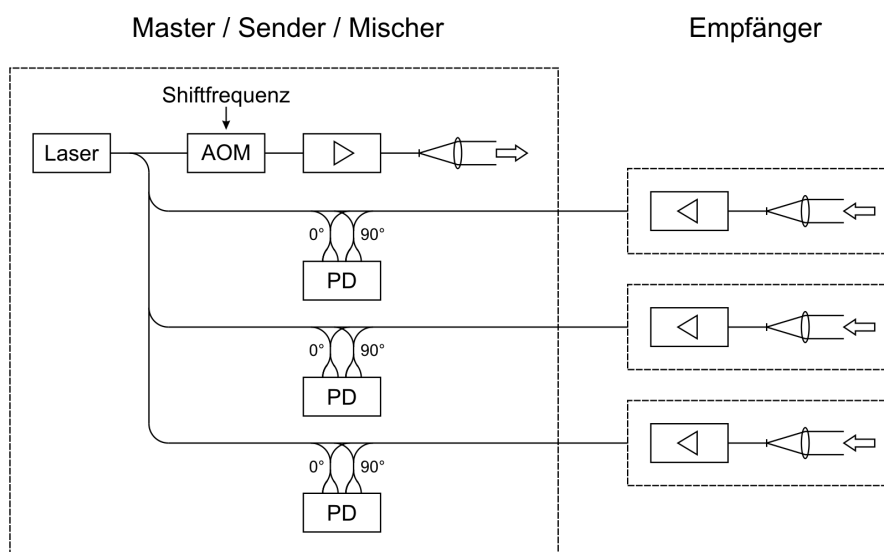 Master / Sender / Mischer
Empfänger
Shiftfrequenz
Laser
AOM
0°
90°
PD
0°
90°
PD
0°
90°
PD